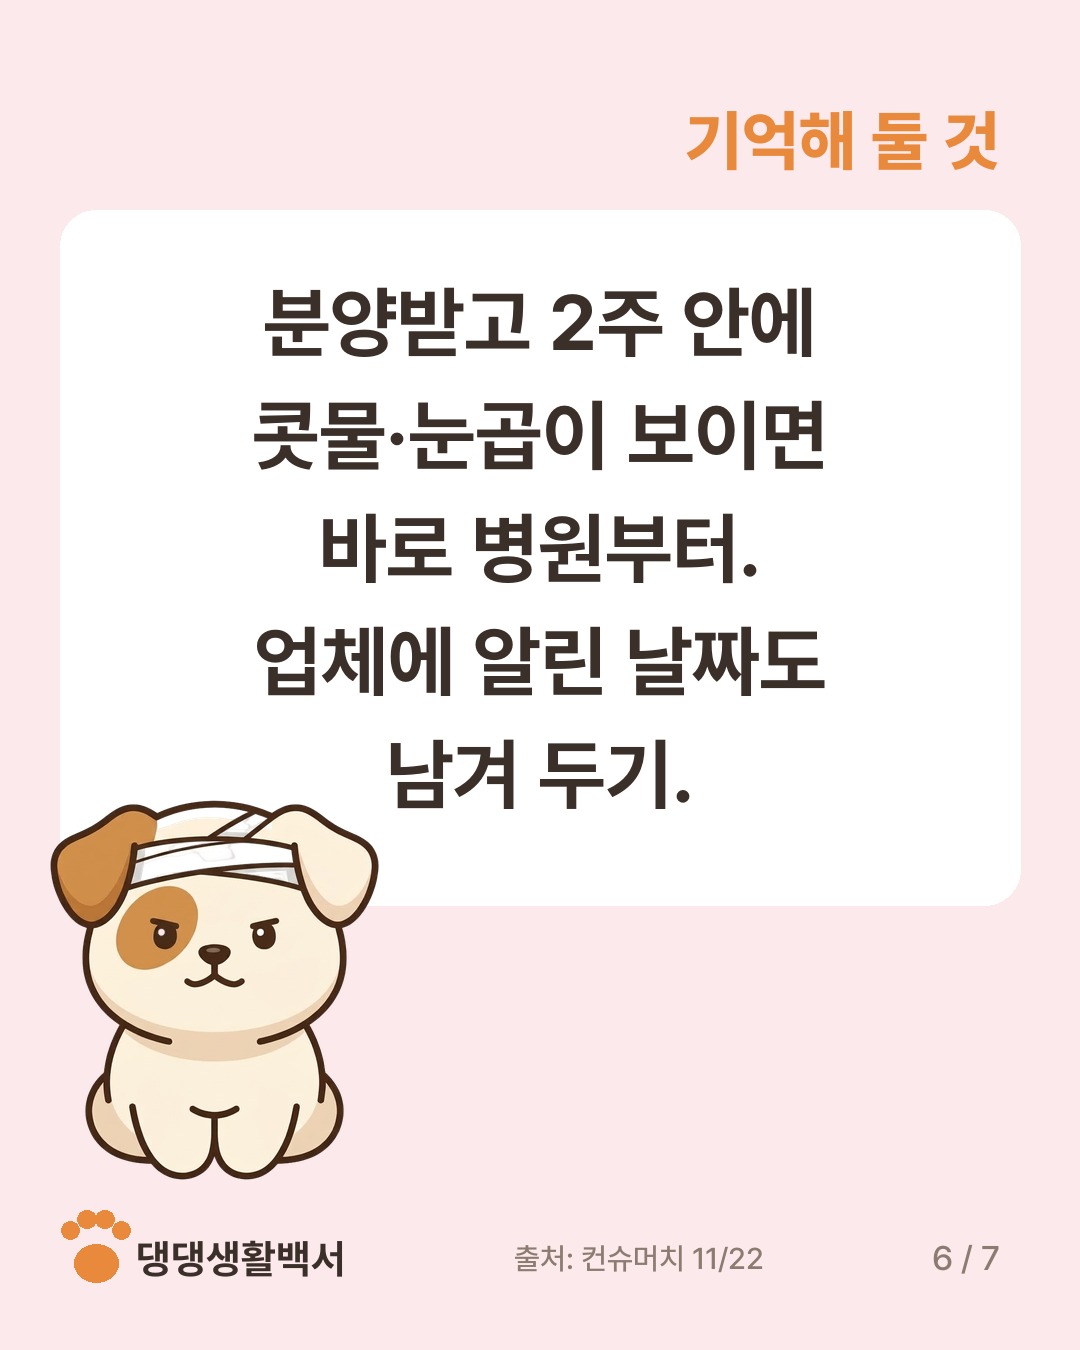 기억해 둘 것
분양받고 2주 안에
콧물·눈곱이 보이면
바로 병원부터.
업체에 알린 날짜도
남겨 두기.
댕댕생활백서
출처: 컨슈머치 11/22
6 / 7